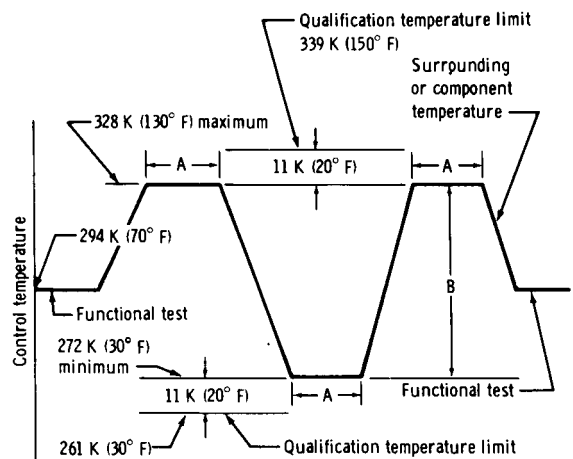 Qualification temperature limit
339 K (150° F)
Surrounding
or component
temperature
328 K (130° F) maximum
A
11 K (20° F)
A
294 K (70° F)
Control temperature
B
Functional test
272 K (30° F)
minimum
Functional test
11 K (20° F)
A
261 K (30° F)
Qualification temperature limit